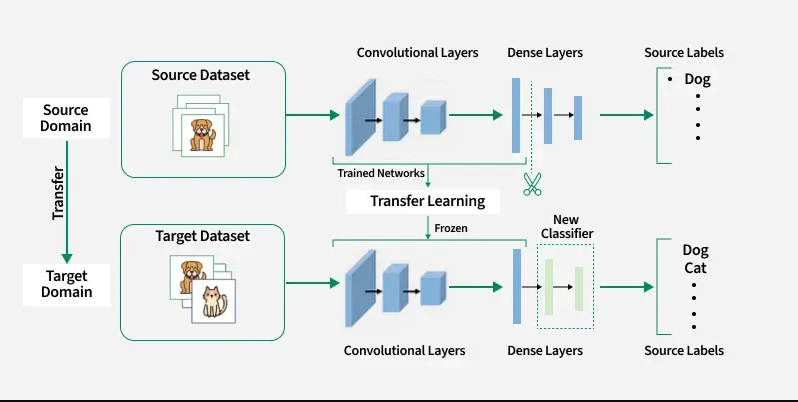 Convolutional Layers
Dense Layers
Source Labels
Source Dataset
Source
Domain
• Dog
•
•
•
•
Transfer
Trained Networks
Transfer Learning
Frozen
New
Classifier
Target Dataset
Target
Domain
Dog
Cat
•
•
•
•
Convolutional Layers
Dense Layers
Source Labels